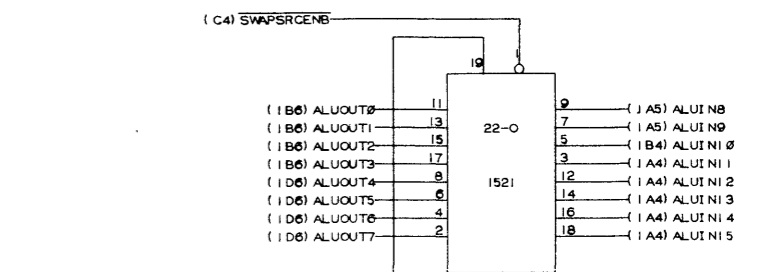 (C4) SWAPSRCENB
19 1
(1B6) ALUOUTØ 11 9 (1A5) ALUIN8
(1B6) ALUOUT1 13 22-0 7 (1A5) ALUIN9
(1B6) ALUOUT2 15 5 (1B4) ALUIN1Ø
(1B6) ALUOUT3 17 3 (1A4) ALUIN11
(1D6) ALUOUT4 8 1521 12 (1A4) ALUIN12
(1D6) ALUOUT5 6 14 (1A4) ALUIN13
(1D6) ALUOUT6 4 16 (1A4) ALUIN14
(1D6) ALUOUT7 2 18 (1A4) ALUIN15